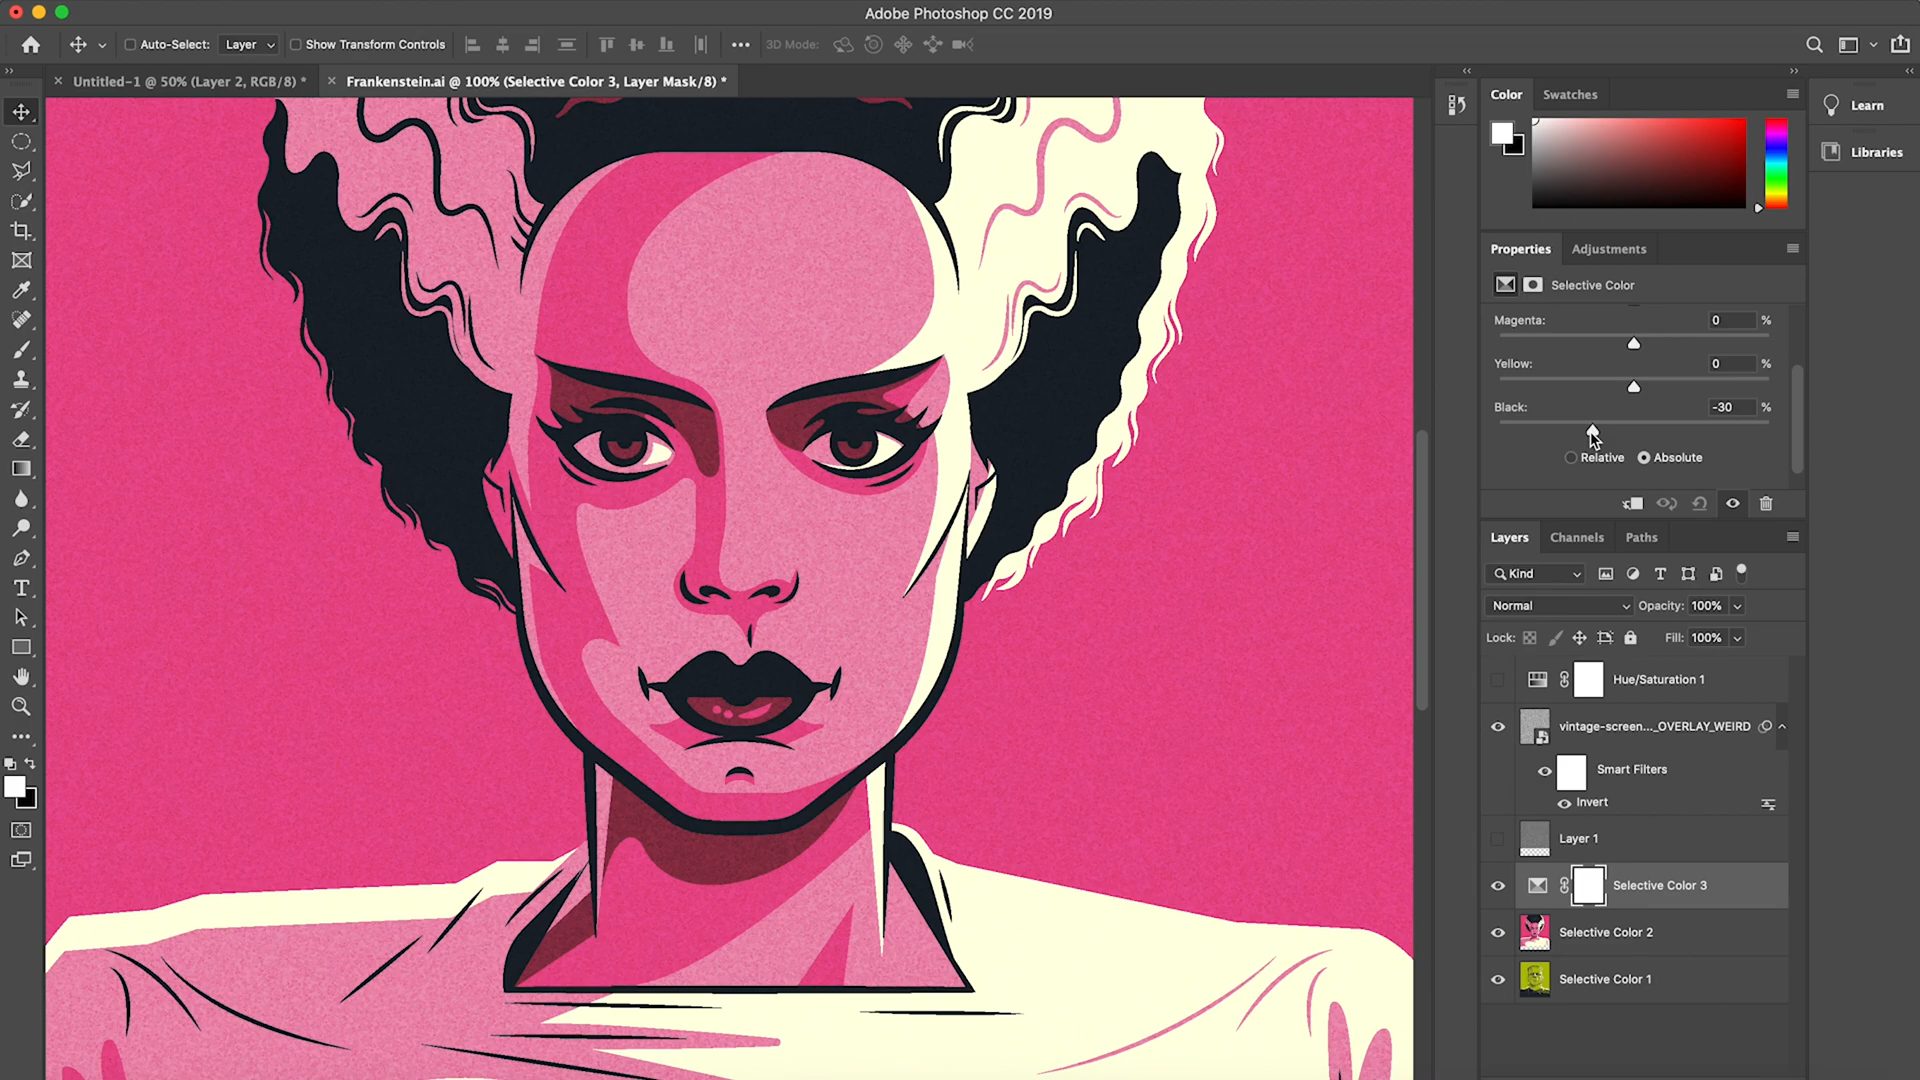 Adobe Photoshop CC 2019
Auto-Select: Layer Show Transform Controls 3D Mode:
Untitled-1 @ 50% (Layer 2, RGB/8) * Frankenstein.ai @ 100% (Selective Color 3, Layer Mask/8) *
Color Swatches
Learn
Libraries
Properties Adjustments
Selective Color
Magenta: 0 %
Yellow: 0 %
Black: -30 %
Relative Absolute
Layers Channels Paths
Kind
Normal Opacity: 100%
Lock: Fill: 100%
Hue/Saturation 1
vintage-screen..._OVERLAY_WEIRD
Smart Filters
Invert
Layer 1
Selective Color 3
Selective Color 2
Selective Color 1